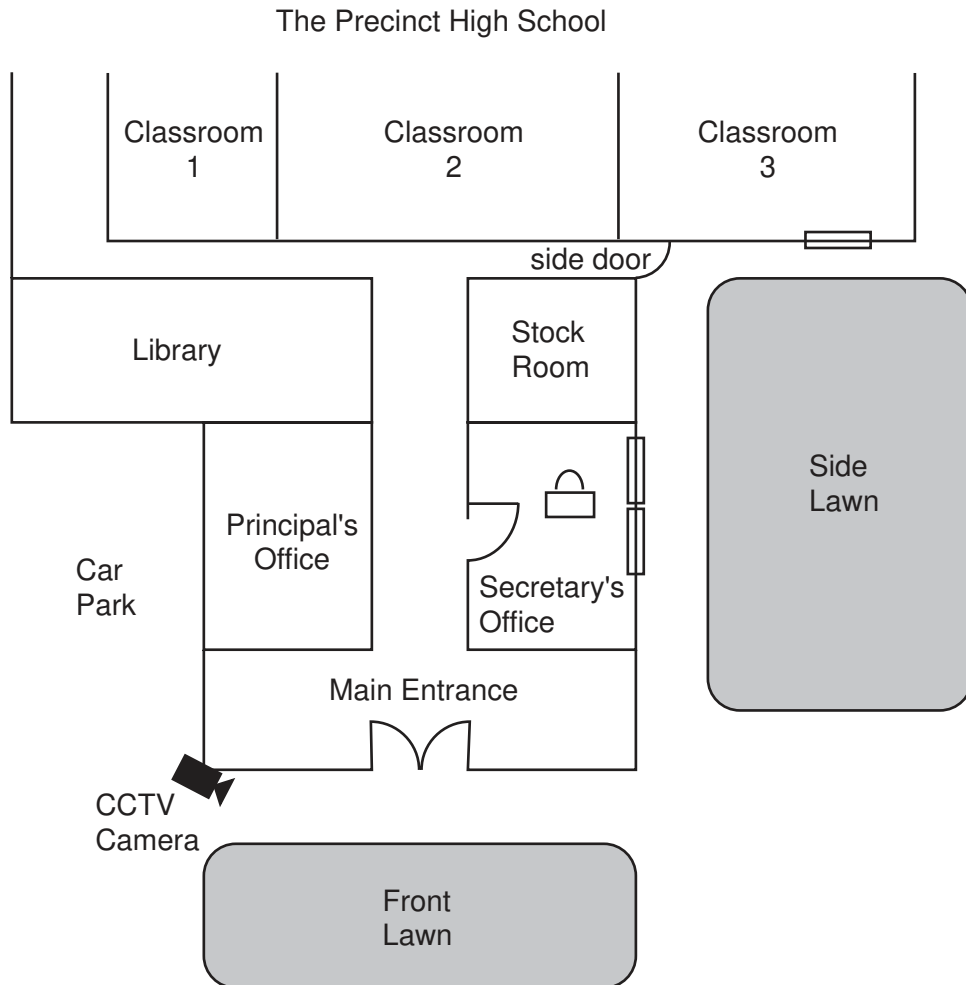 The Precinct High School
Classroom
1
Classroom
2
Classroom
3
side door
Library
Stock
Room
Side
Lawn
Principal's
Office
Car
Park
Secretary's
Office
Main Entrance
CCTV
Camera
Front
Lawn